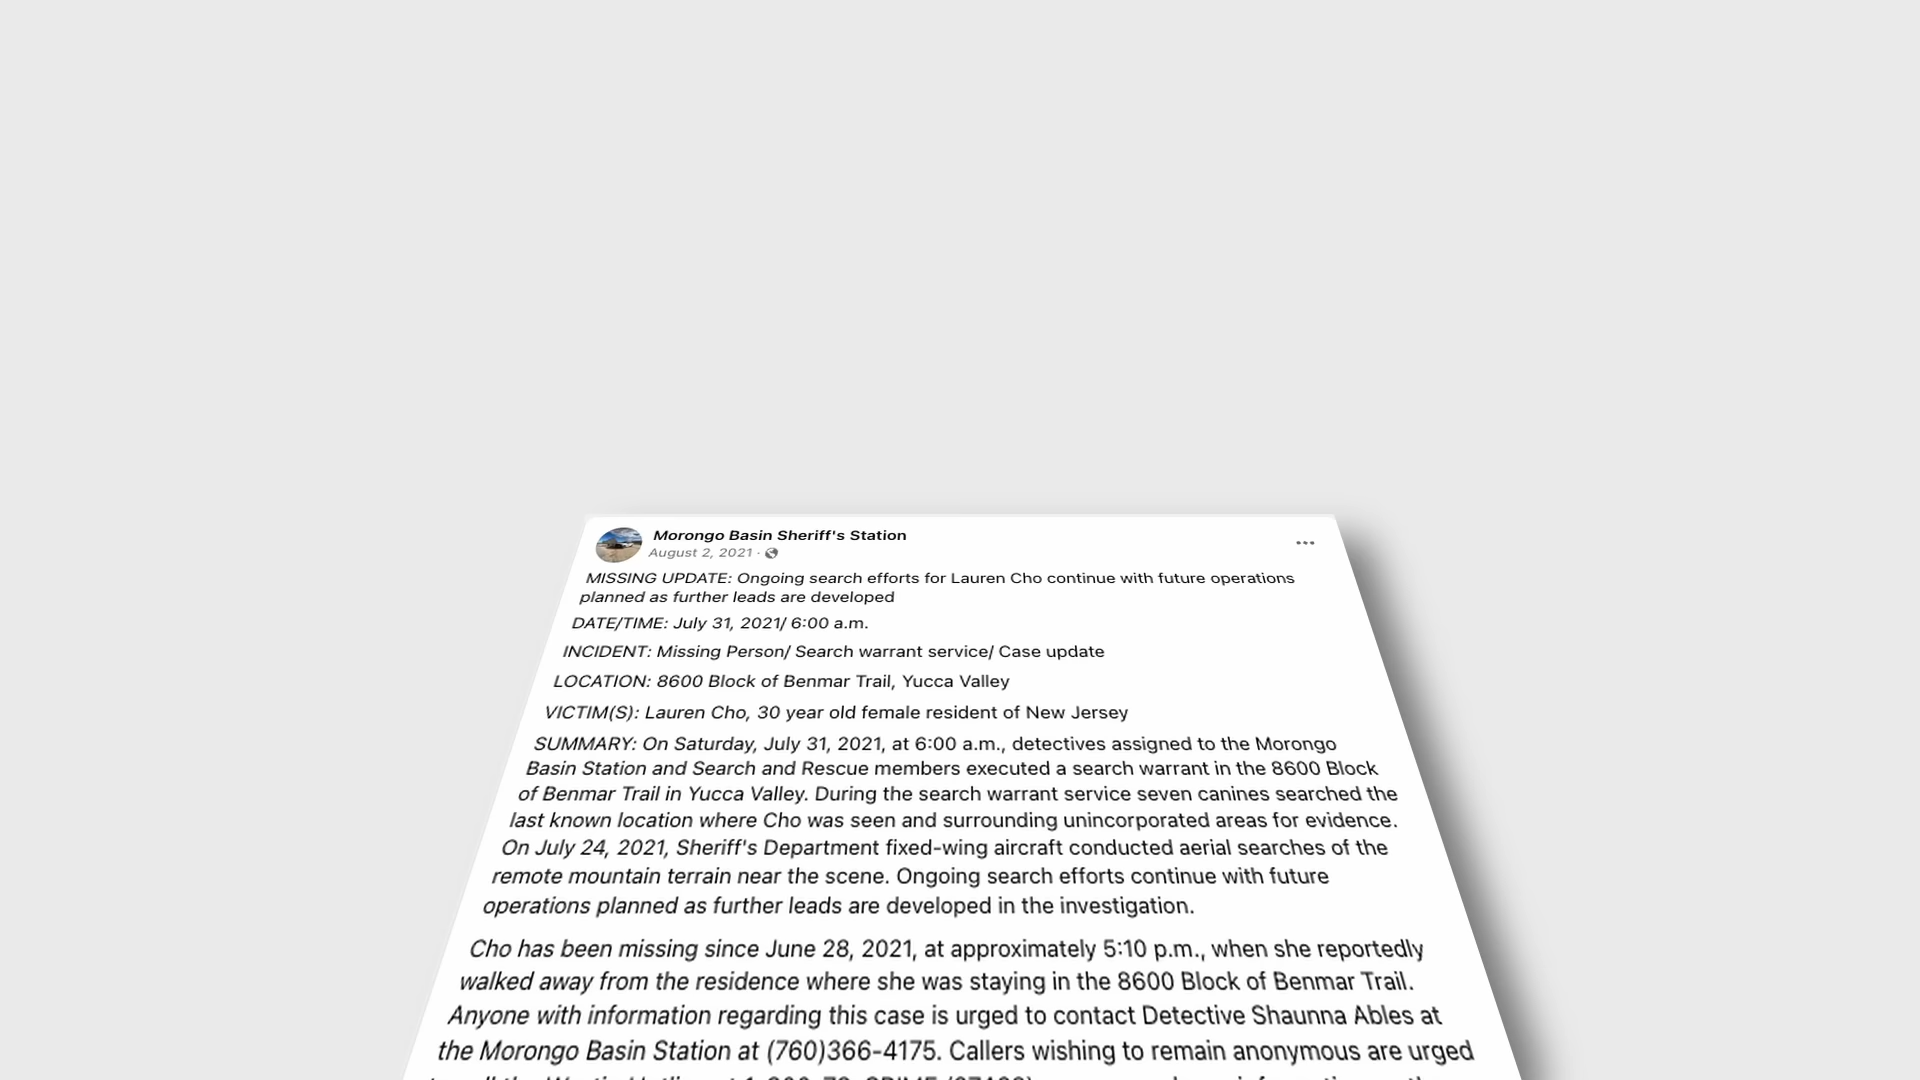 Morongo Basin Sheriff's Station
August 2, 2021 ·
MISSING UPDATE: Ongoing search efforts for Lauren Cho continue with future operations
planned as further leads are developed
DATE/TIME: July 31, 2021/ 6:00 a.m.
INCIDENT: Missing Person/ Search warrant service/ Case update
LOCATION: 8600 Block of Benmar Trail, Yucca Valley
VICTIM(S): Lauren Cho, 30 year old female resident of New Jersey
SUMMARY: On Saturday, July 31, 2021, at 6:00 a.m., detectives assigned to the Morongo
Basin Station and Search and Rescue members executed a search warrant in the 8600 Block
of Benmar Trail in Yucca Valley. During the search warrant service seven canines searched the
last known location where Cho was seen and surrounding unincorporated areas for evidence.
On July 24, 2021, Sheriff's Department fixed-wing aircraft conducted aerial searches of the
remote mountain terrain near the scene. Ongoing search efforts continue with future
operations planned as further leads are developed in the investigation.
Cho has been missing since June 28, 2021, at approximately 5:10 p.m., when she reportedly
walked away from the residence where she was staying in the 8600 Block of Benmar Trail.
Anyone with information regarding this case is urged to contact Detective Shaunna Ables at
the Morongo Basin Station at (760)366-4175. Callers wishing to remain anonymous are urged